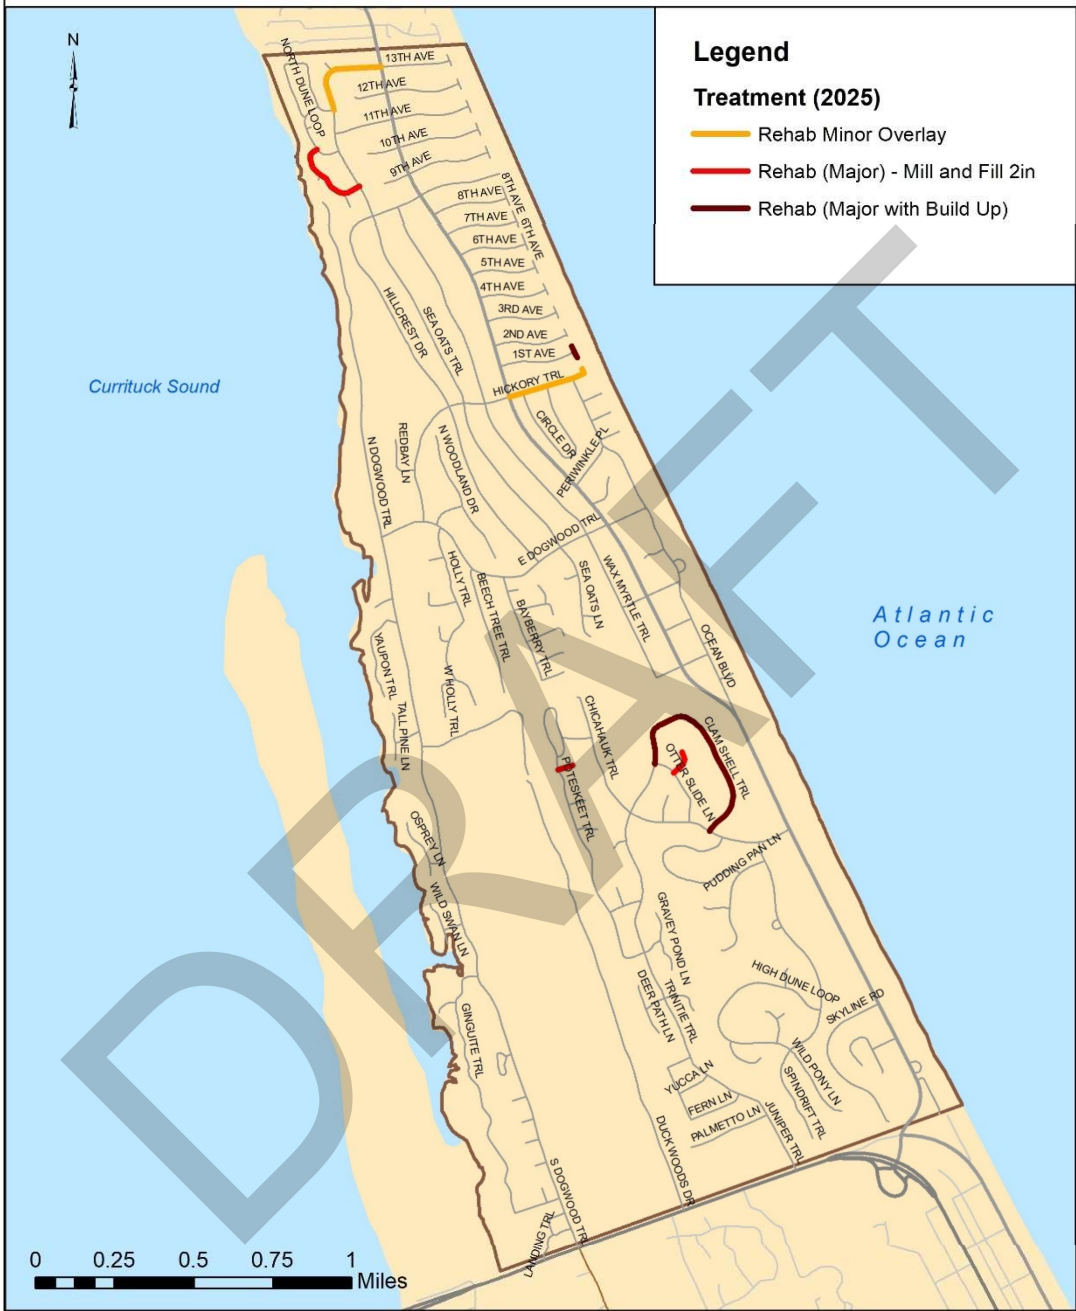 Legend
Treatment (2025)
Rehab Minor Overlay
Rehab (Major) - Mill and Fill 2in
Rehab (Major with Build Up)
N
NORTH DUNE LOOP
13TH AVE
12TH AVE
11TH AVE
10TH AVE
9TH AVE
8TH AVE
8TH AVE
7TH AVE
6TH AVE
6TH AVE
5TH AVE
4TH AVE
3RD AVE
2ND AVE
1ST AVE
HICKORY TRL
HILLCREST DR
SEA OATS TRL
Currituck Sound
CIRCLE DR
PERIWINKLE PL
REDBAY LN
N WOODLAND DR
N DOGWOOD TRL
E DOGWOOD TRL
HOLLY TRL
BEECH TREE TRL
BAYBERRY TRL
SEA OATS LN
WAX MYRTLE TRL
OCEAN BLVD
Atlantic
Ocean
YAUPON TRL
W HOLLY TRL
TALL PINE LN
CHICAHAUK TRL
CLAM SHELL TRL
OTTER SLIDE LN
POTESKEET TRL
OSPREY LN
PUDDING PAN LN
WILD SWAN LN
GRAVEY POND LN
HIGH DUNE LOOP
SKYLINE RD
DEER PATH LN
TRINITIE TRL
GINGUITE TRL
WILD PONY LN
SPINDRIFT TRL
YUCCA LN
FERN LN
PALMETTO LN
JUNIPER TRL
DUCK WOODS DR
S DOGWOOD TRL
LANDING TRL
DRAFT
0 0.25 0.5 0.75 1
Miles